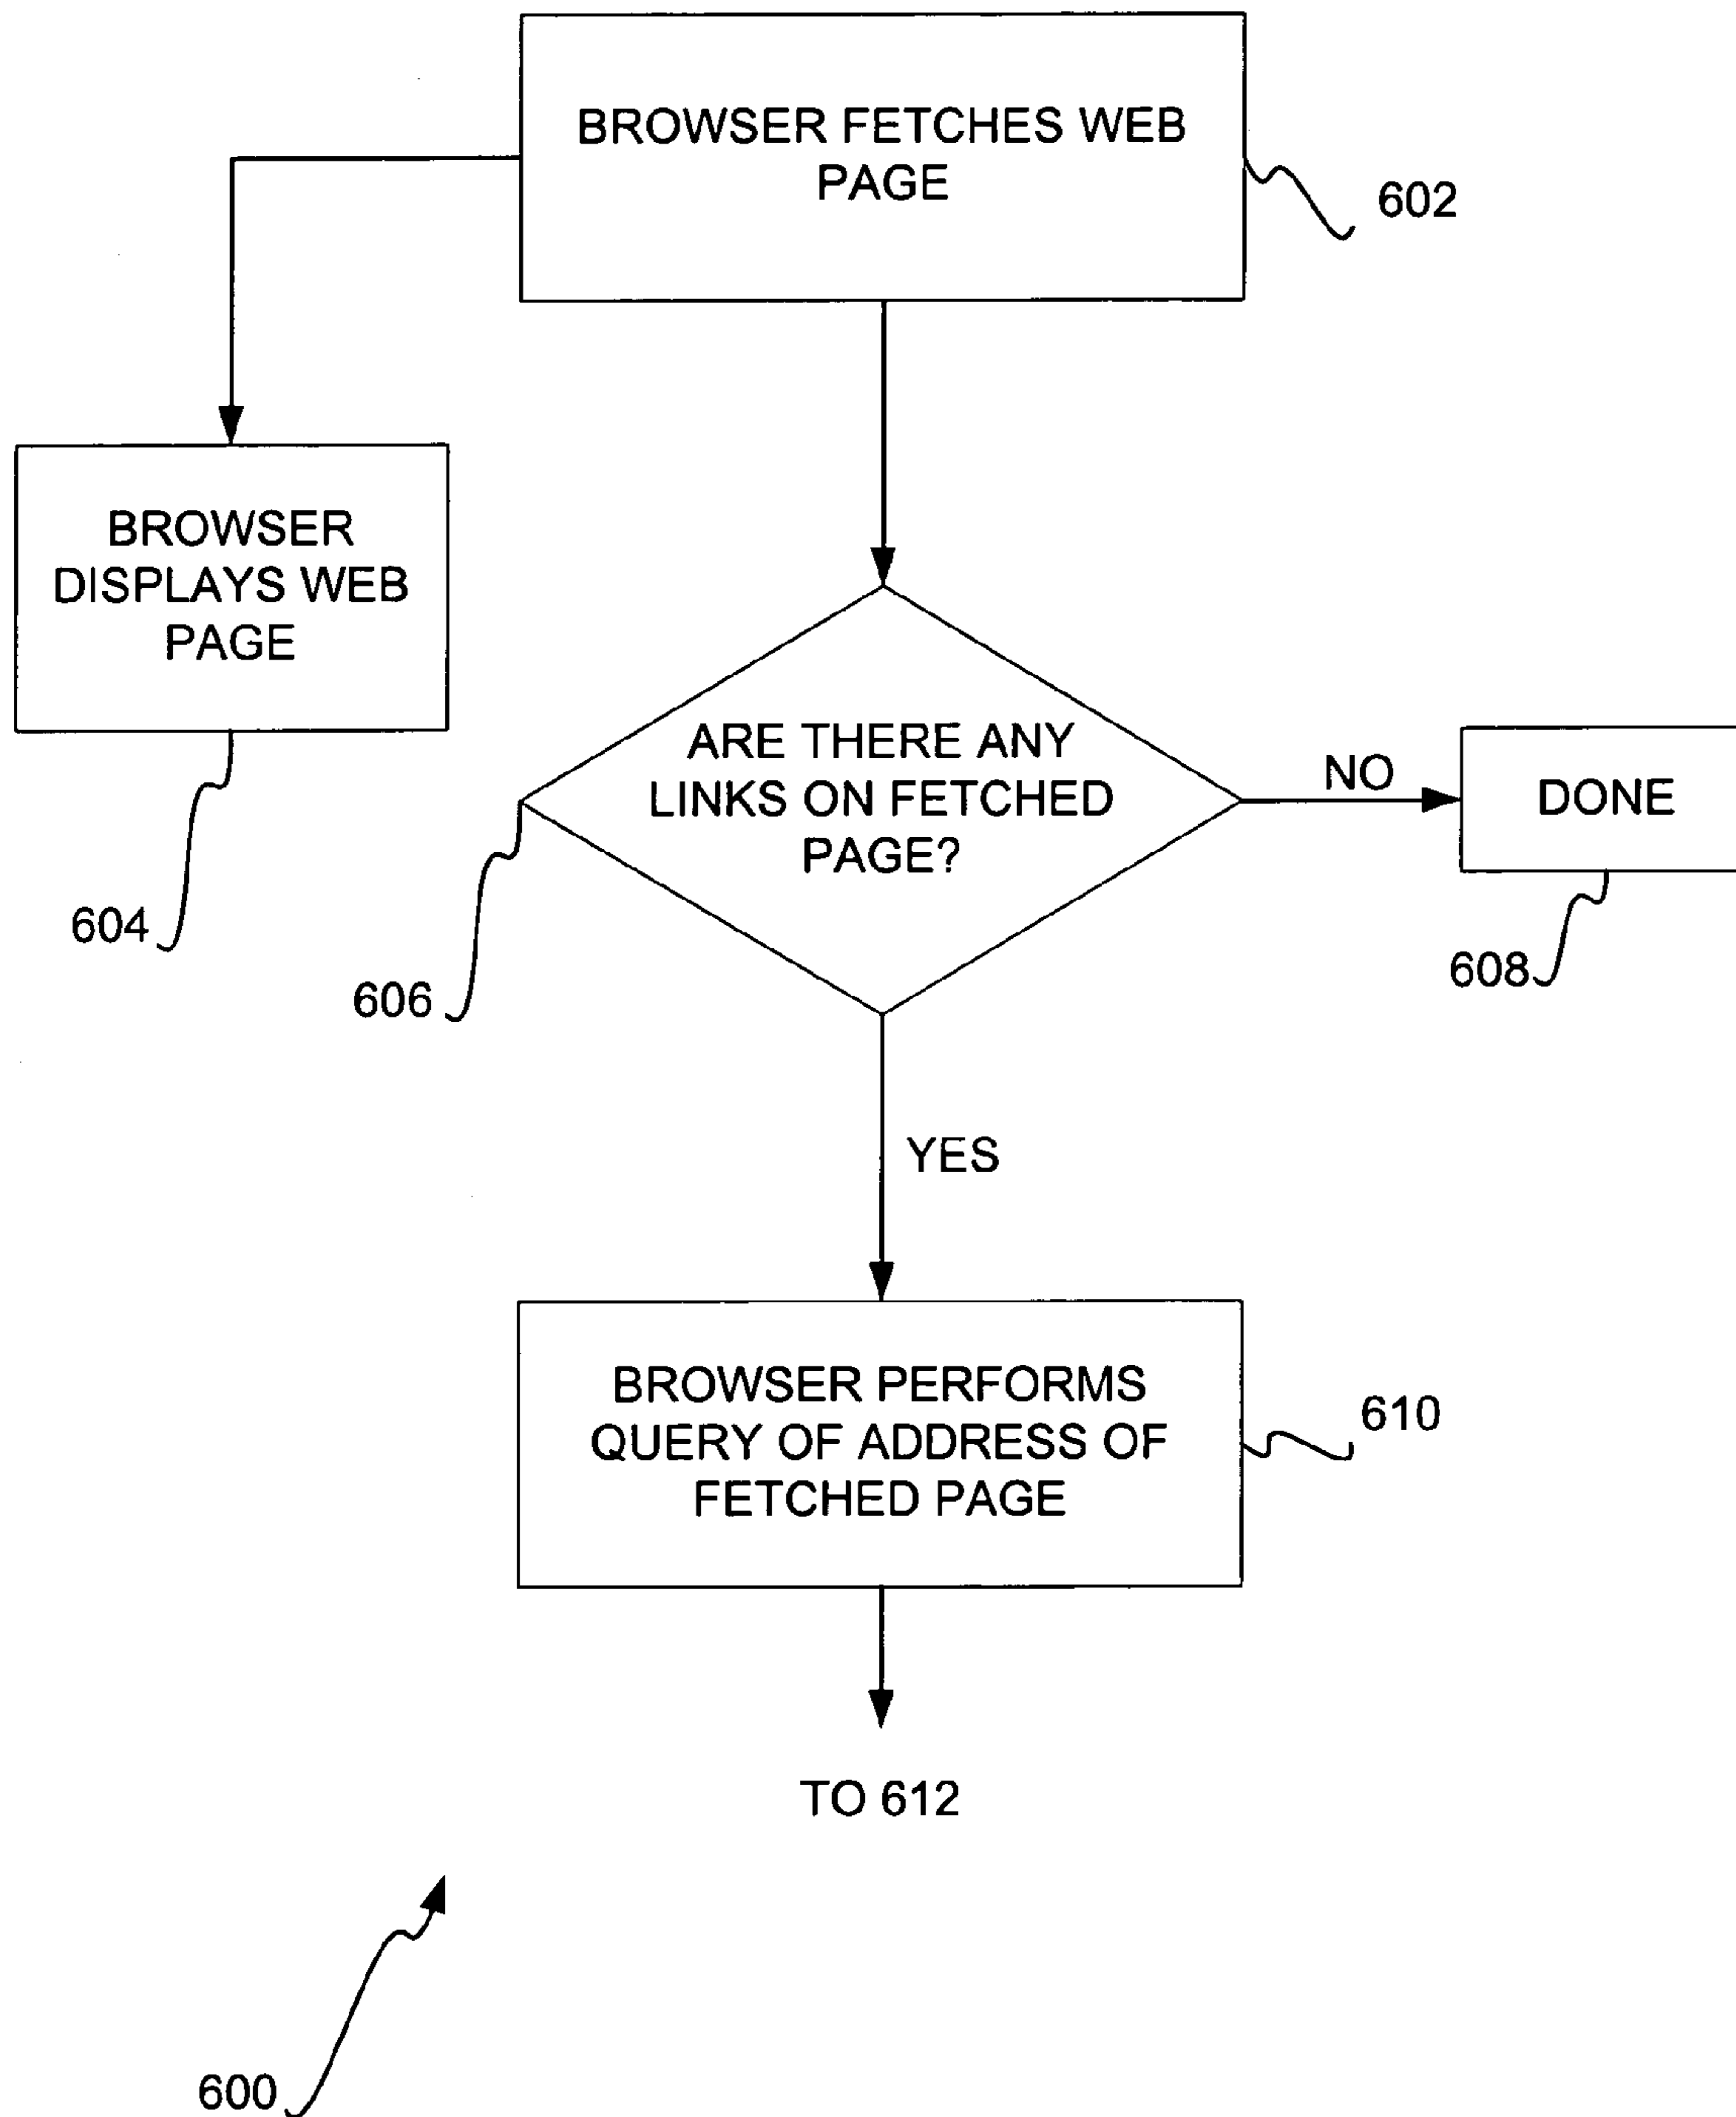 BROWSER FETCHES WEB
PAGE
602
BROWSER
DISPLAYS WEB
PAGE
604
ARE THERE ANY
LINKS ON FETCHED
PAGE?
606
NO
DONE
608
YES
BROWSER PERFORMS
QUERY OF ADDRESS OF
FETCHED PAGE
610
TO 612
600